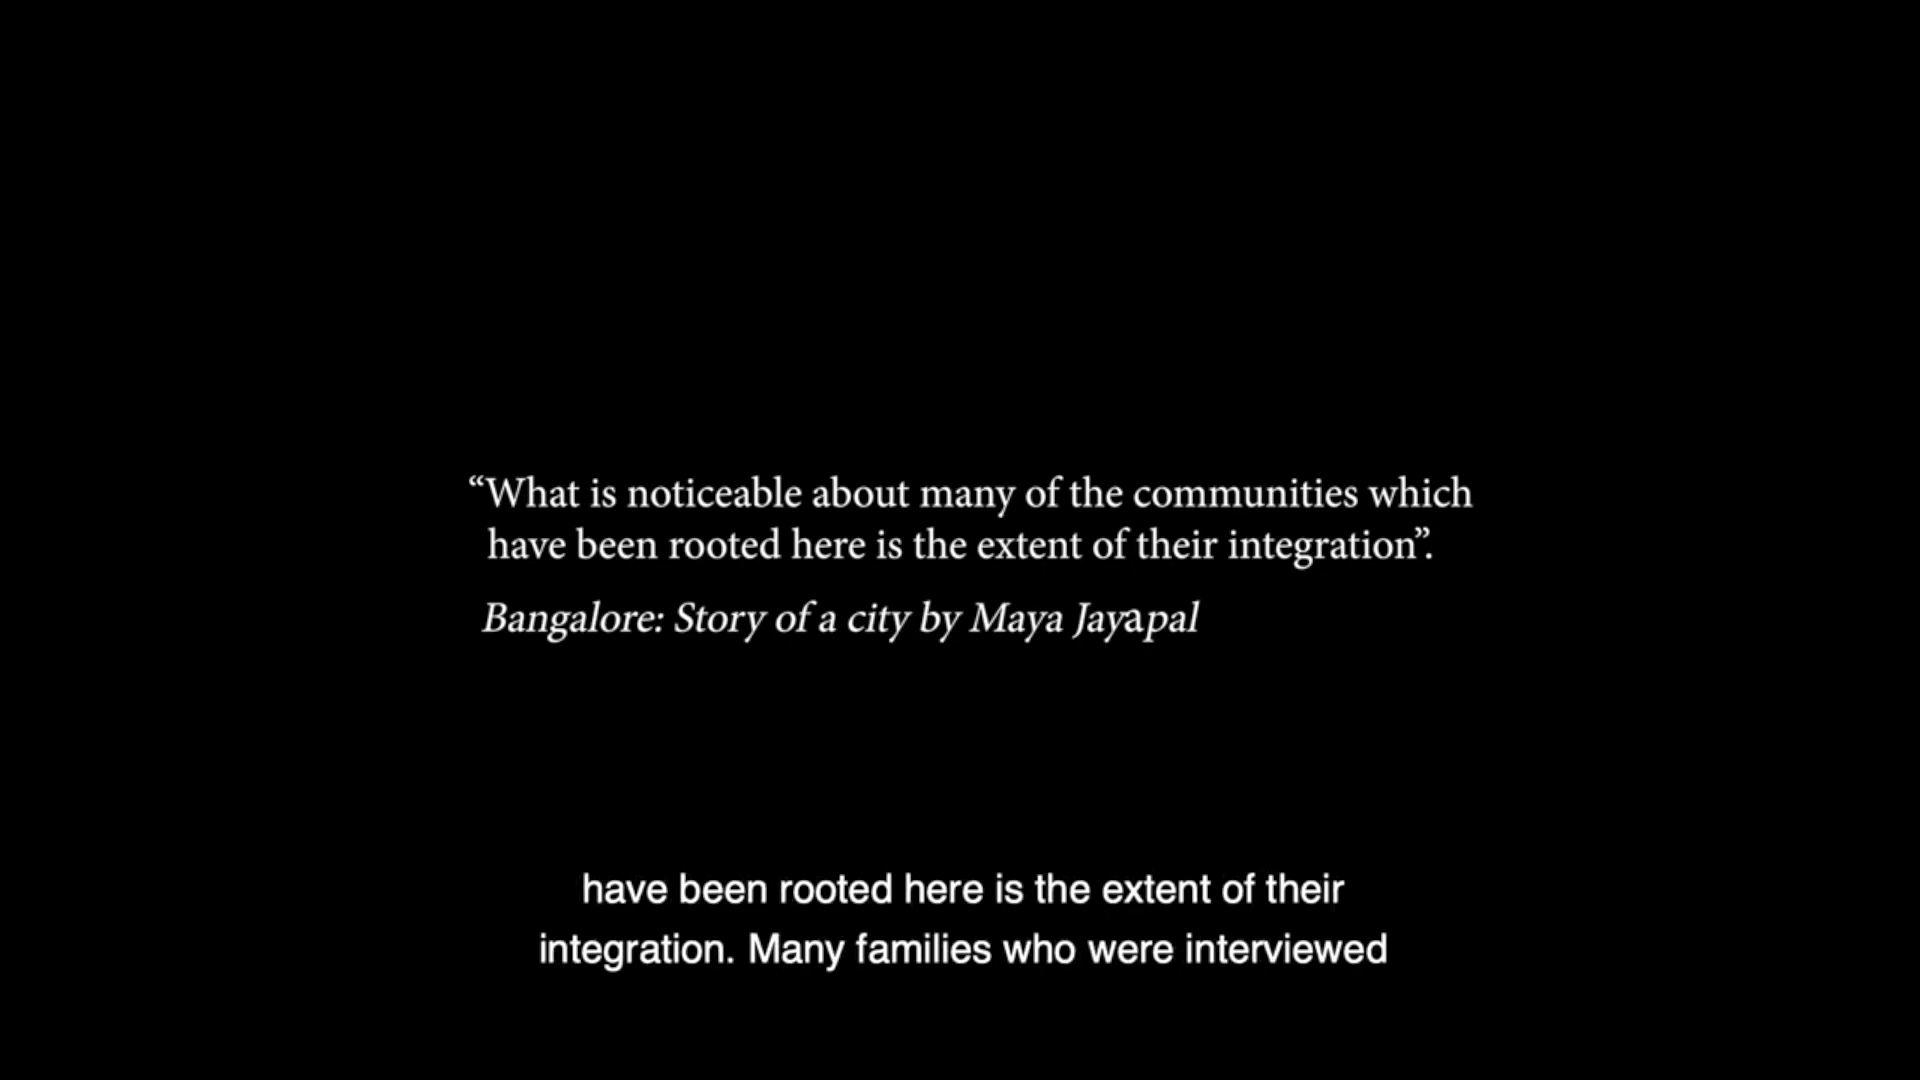 “What is noticeable about many of the communities which
have been rooted here is the extent of their integration”.
Bangalore: Story of a city by Maya Jayapal
have been rooted here is the extent of their
integration. Many families who were interviewed